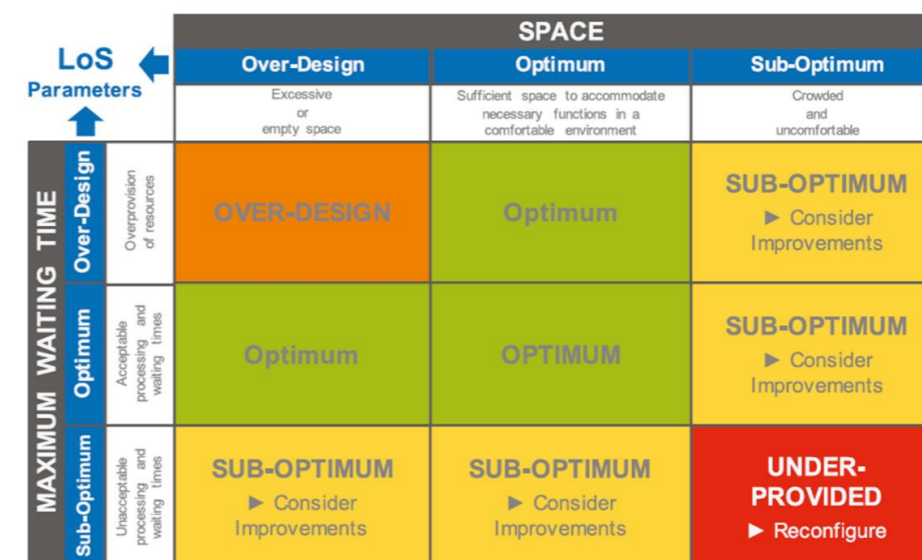 SPACE
LoS
Parameters
Over-Design
Optimum
Sub-Optimum
Excessive
or
empty space
Sufficient space to accommodate
necessary functions in a
comfortable environment
Crowded
and
uncomfortable
MAXIMUM WAITING TIME
Over-Design
Overprovision
of resources
OVER-DESIGN
Optimum
SUB-OPTIMUM
► Consider
Improvements
Optimum
Acceptable
processing and
waiting times
Optimum
OPTIMUM
SUB-OPTIMUM
► Consider
Improvements
Sub-Optimum
Unacceptable
processing and
waiting times
SUB-OPTIMUM
► Consider
Improvements
SUB-OPTIMUM
► Consider
Improvements
UNDER-
PROVIDED
► Reconfigure